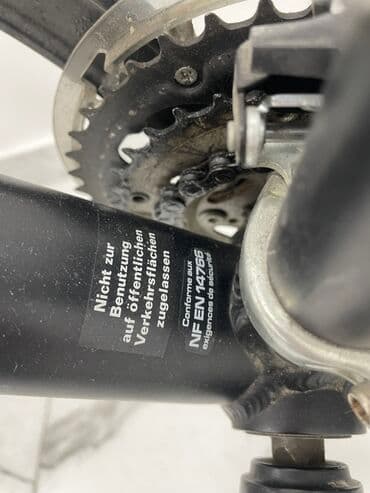 Nicht zur
Benutzung
auf öffentlichen
Verkehrsflächen
zugelassen
Conforme aux
NF EN 14766
exigences de sécurité